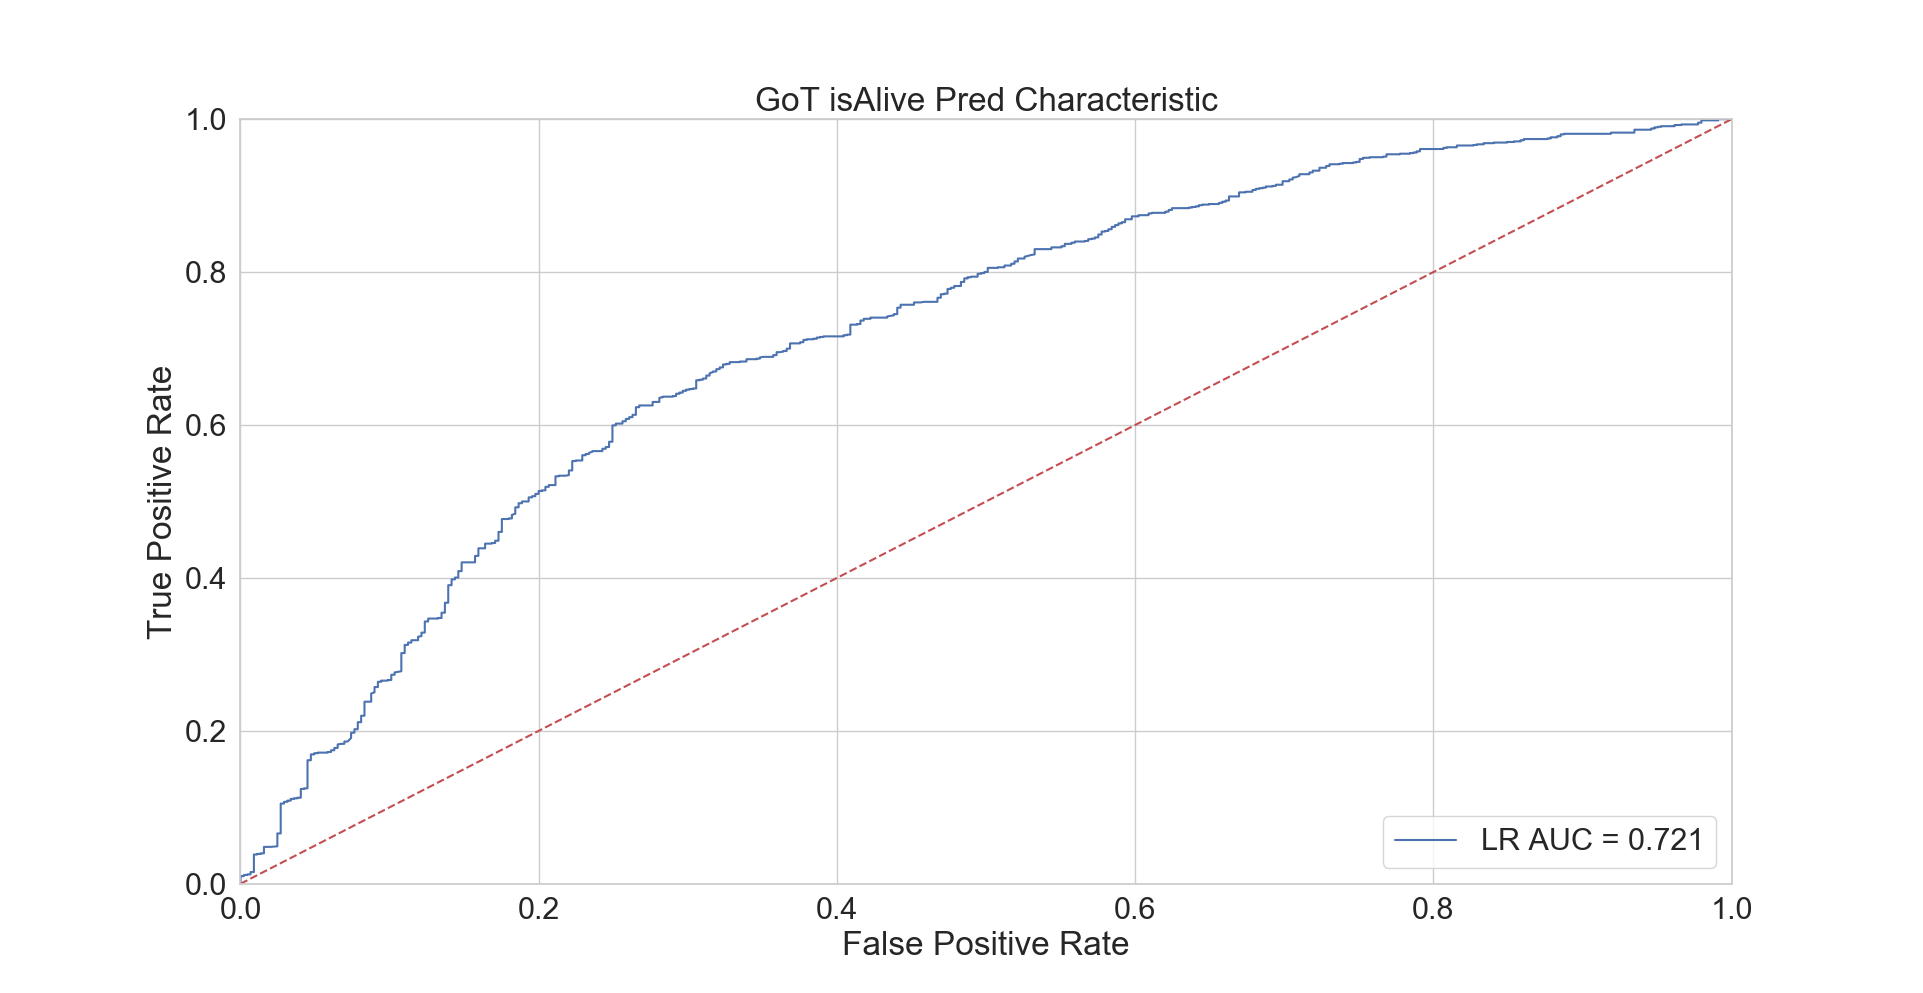 GoT isAlive Pred Characteristic
1.0
0.8
0.6
0.4
0.2
0.0
True Positive Rate
LR AUC = 0.721
0.0 0.2 0.4 0.6 0.8 1.0
False Positive Rate